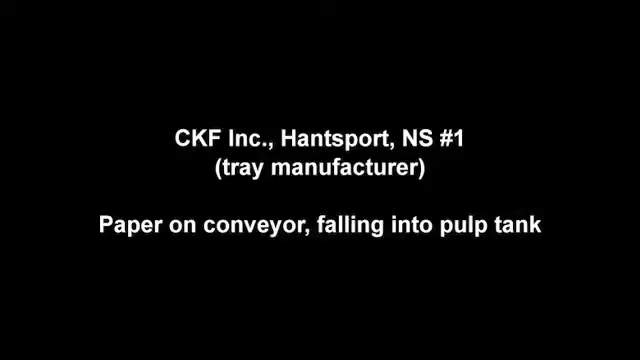 CKF Inc., Hantsport, NS #1
(tray manufacturer)
Paper on conveyor, falling into pulp tank